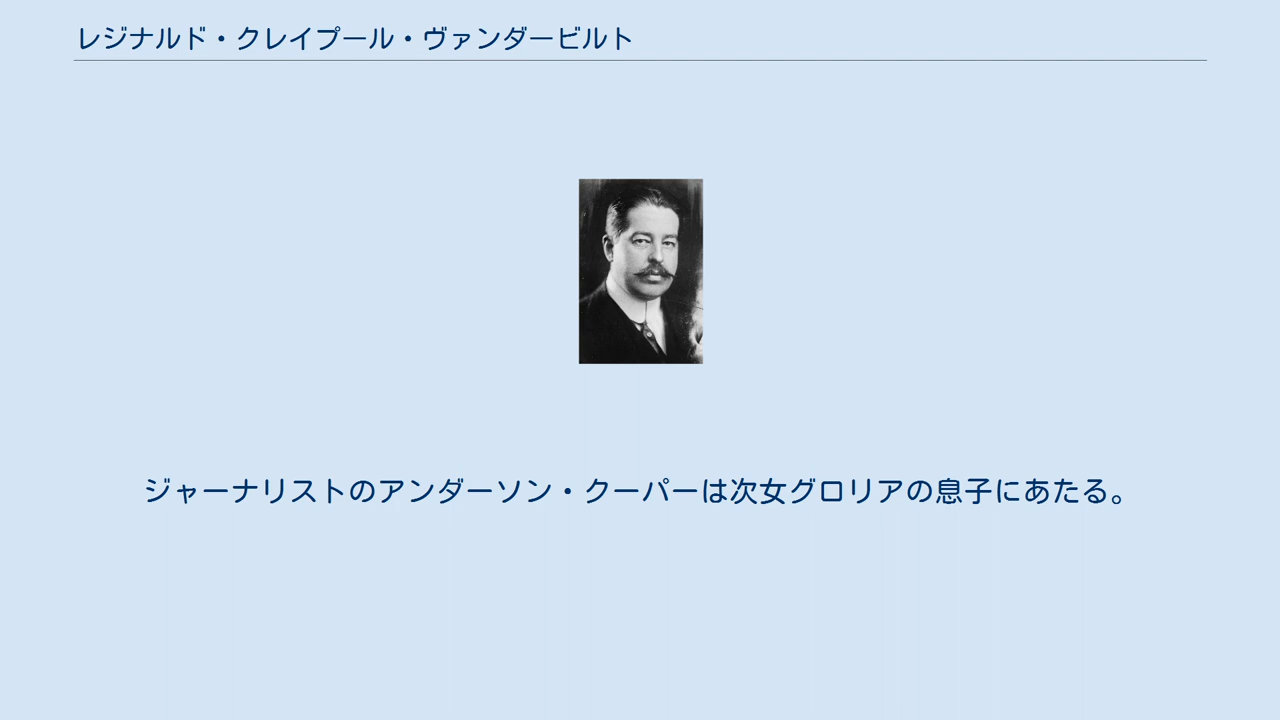 レジナルド・クレイプール・ヴァンダービルト
ジャーナリストのアンダーソン・クーパーは次女グロリアの息子にあたる。